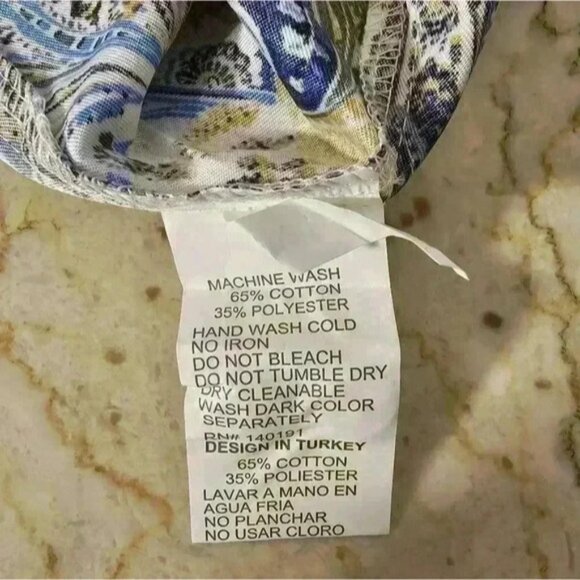 MACHINE WASH
65% COTTON
35% POLYESTER
HAND WASH COLD
NO IRON
DO NOT BLEACH
DO NOT TUMBLE DRY
DRY CLEANABLE
WASH DARK COLOR
SEPARATELY
RN# 140191
DESIGN IN TURKEY
65% COTTON
35% POLIESTER
LAVAR A MANO EN
AGUA FRIA
NO PLANCHAR
NO USAR CLORO